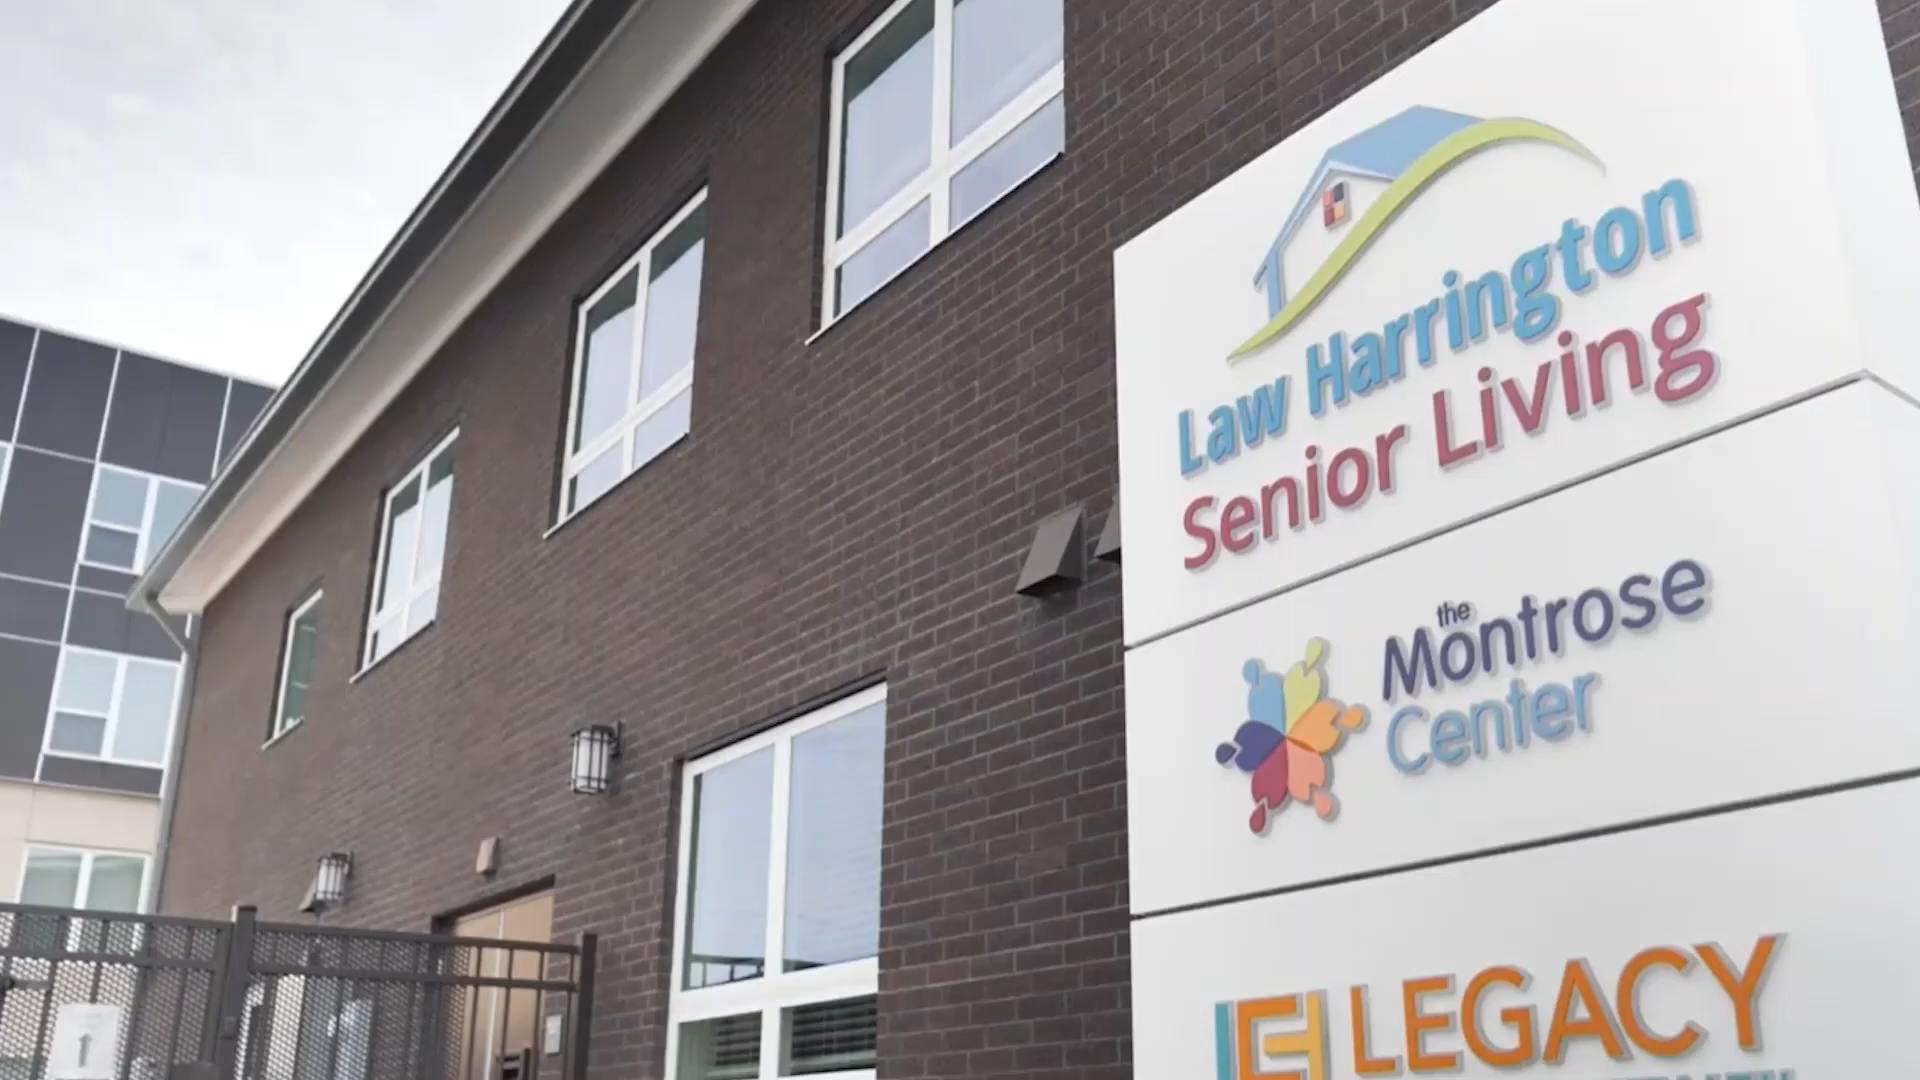 Law Harrington
Senior Living
the
Montrose
Center
LEGACY